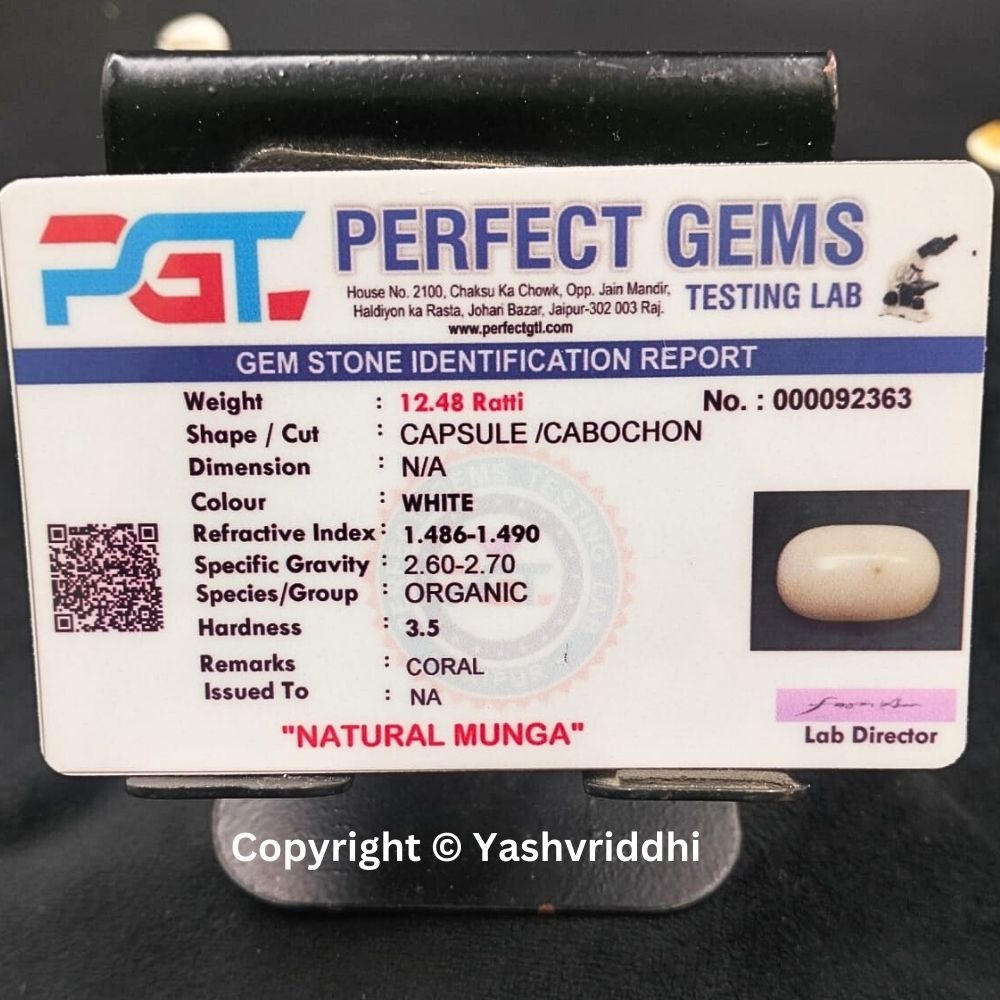 PGT.
PERFECT GEMS
House No. 2100, Chaksu Ka Chowk, Opp. Jain Mandir,
Haldiyon ka Rasta, Johari Bazar, Jaipur-302 003 Raj.
www.perfectgtl.com
TESTING LAB
GEM STONE IDENTIFICATION REPORT
Weight : 12.48 Ratti
No. : 000092363
Shape / Cut : CAPSULE /CABOCHON
Dimension : N/A
Colour : WHITE
Refractive Index : 1.486-1.490
Specific Gravity : 2.60-2.70
Species/Group : ORGANIC
Hardness : 3.5
Remarks : CORAL
Issued To : NA
"NATURAL MUNGA"
Lab Director
Copyright © Yashvriddhi